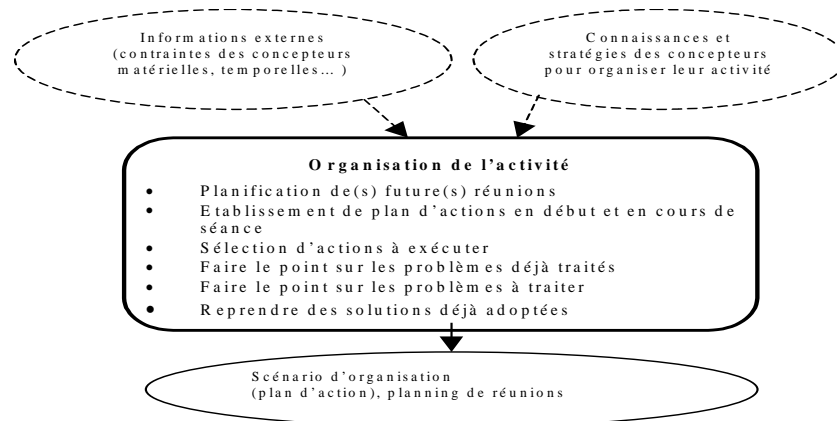 Informations externes
(contraintes des concepteurs
matérielles, temporelles… )
Connaissances et
stratégies des concepteurs
pour organiser leur activité
Organisation de l’activité
• Planification de(s) future(s) réunions
• Etablissement de plan d’actions en début et en cours de
séance
• Sélection d’actions à exécuter
• Faire le point sur les problèmes déjà traités
• Faire le point sur les problèmes à traiter
• Reprendre des solutions déjà adoptées
Scénario d’organisation
(plan d’action), planning de réunions